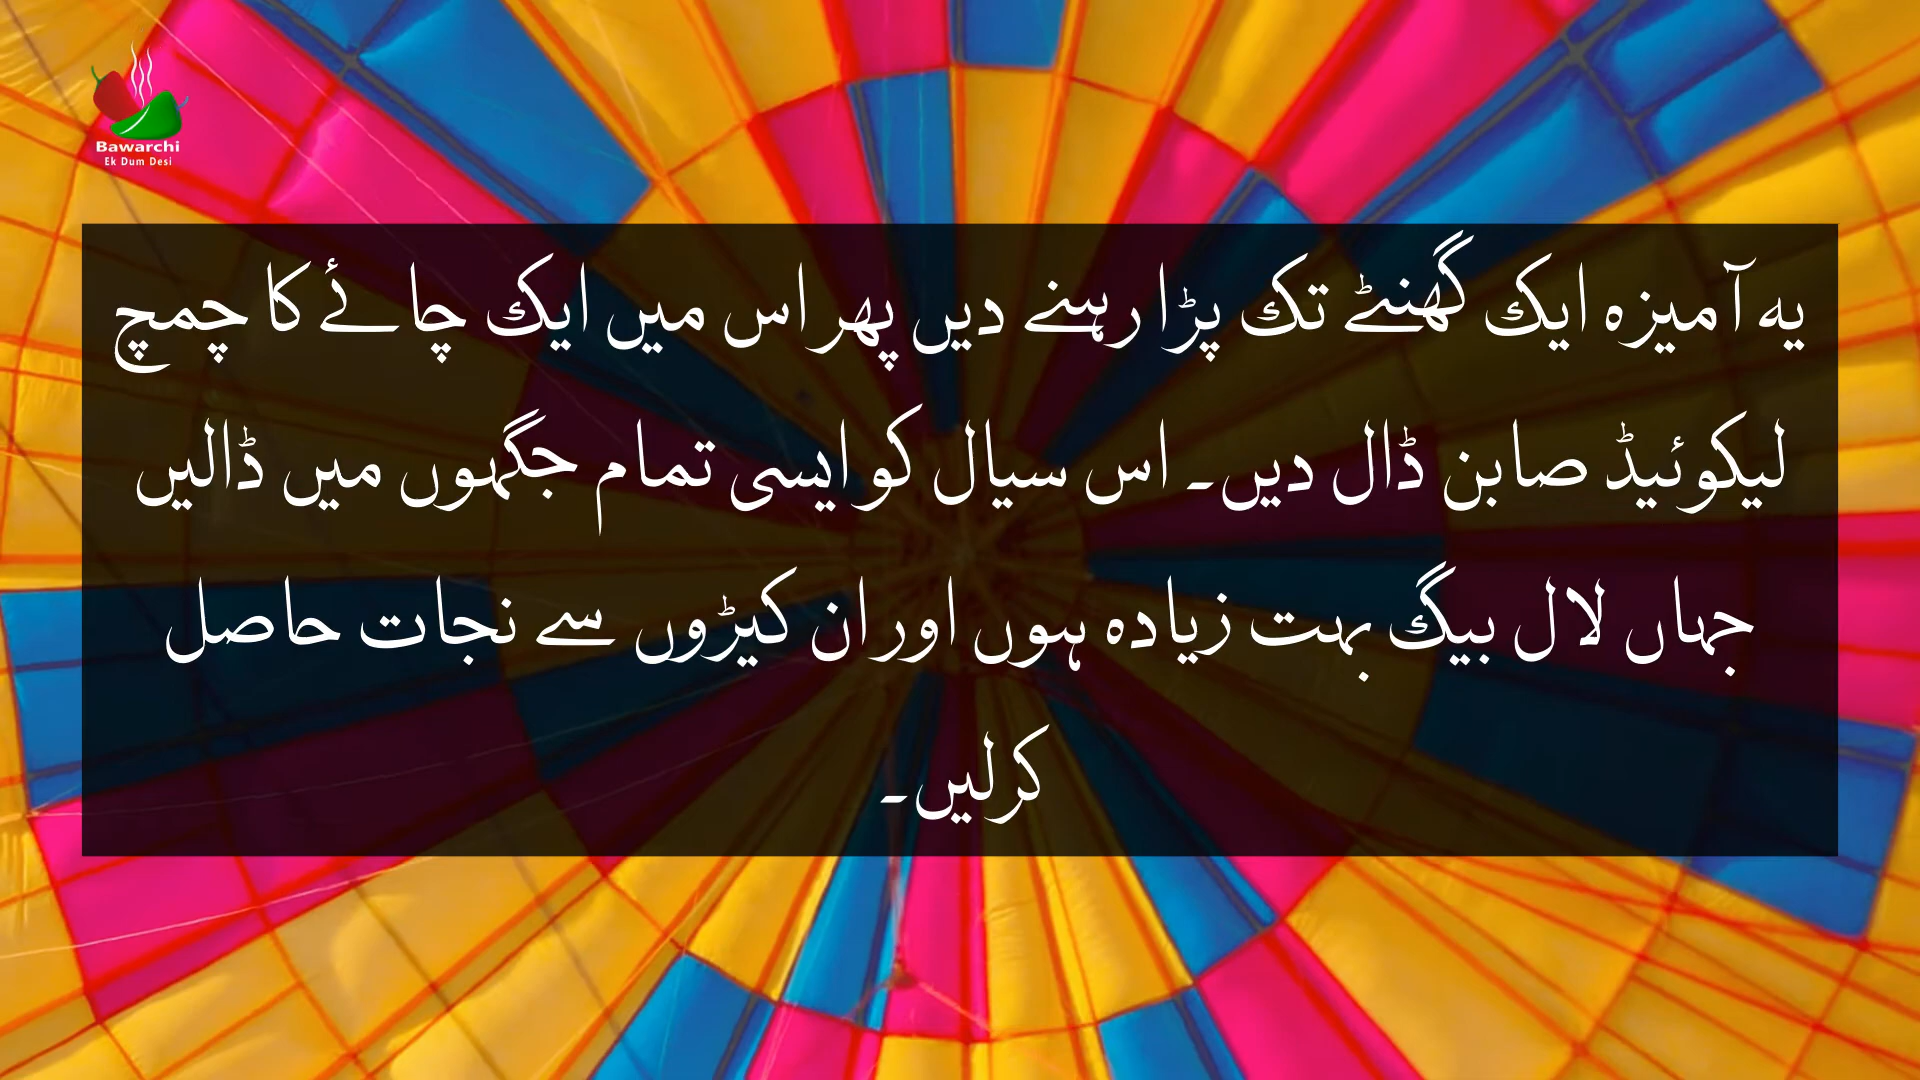 Bawarchi
Ek Dum Desi
یہ آمیزہ ایک گھنٹے تک پڑا رہنے دیں پھر اس میں ایک چائے کا چمچ
لیکوئیڈ صابن ڈال دیں۔ اس سیال کو ایسی تمام جگہوں میں ڈالیں
جہاں لال بیگ بہت زیادہ ہوں اور ان کیڑوں سے نجات حاصل
کرلیں۔